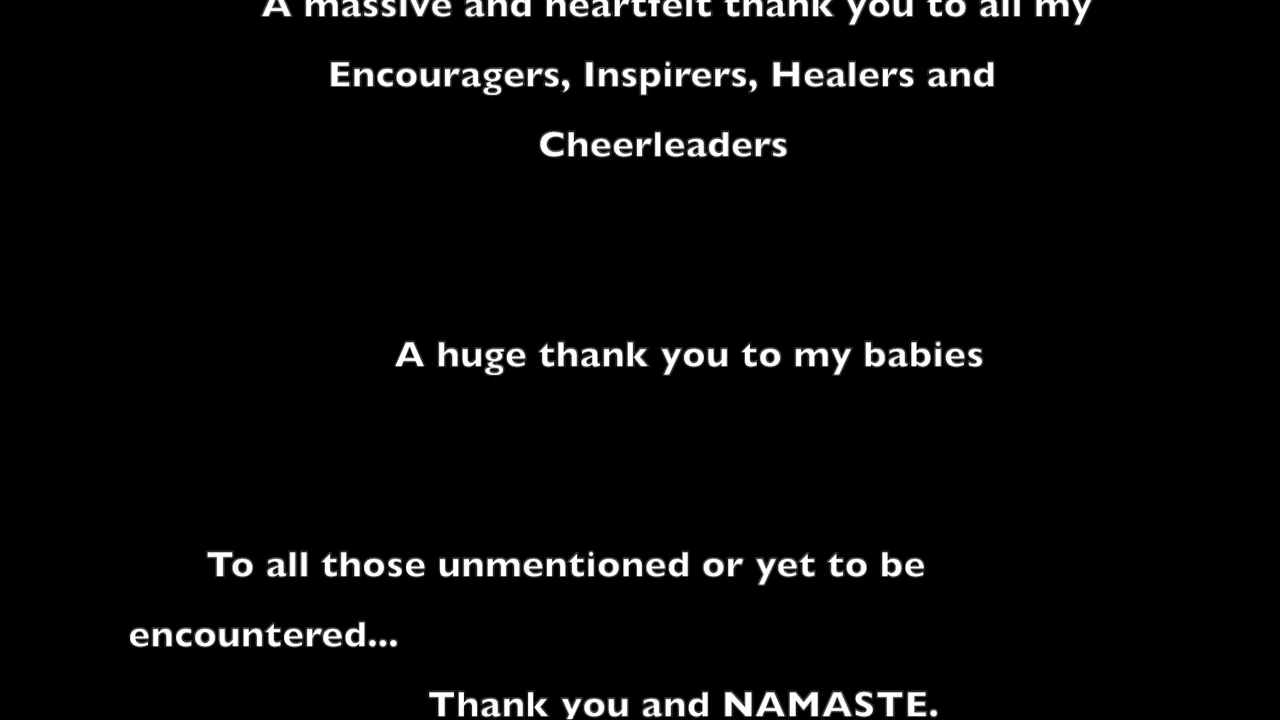 A massive and heartfelt thank you to all my
Encouragers, Inspirers, Healers and
Cheerleaders
A huge thank you to my babies
To all those unmentioned or yet to be
encountered...
Thank you and NAMASTE.